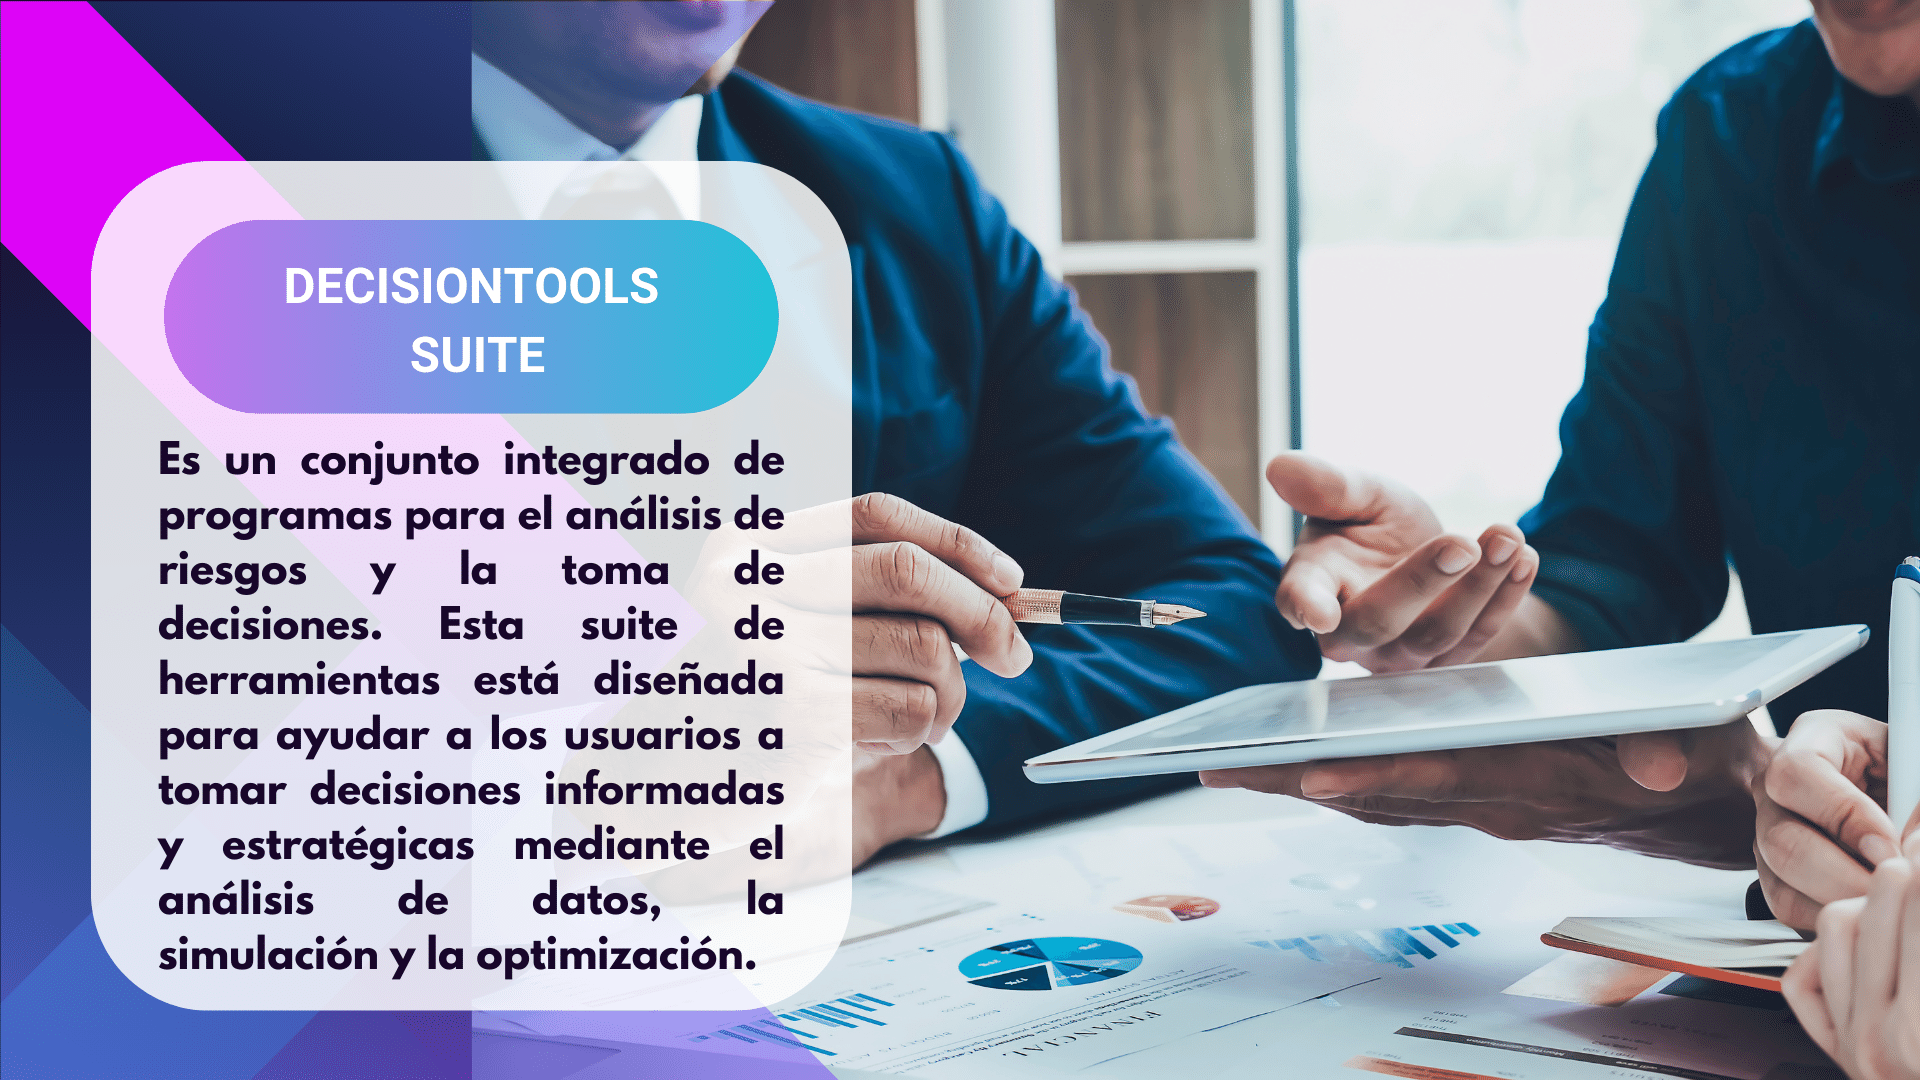 DECISIONTOOLS
SUITE
Es un conjunto integrado de
programas para el análisis de
riesgos y la toma de
decisiones. Esta suite de
herramientas está diseñada
para ayudar a los usuarios a
tomar decisiones informadas
y estratégicas mediante el
análisis de datos, la
simulación y la optimización.
FINANCIAL